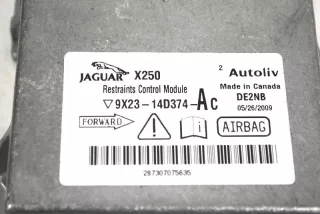 JAGUAR X250
2 Autoliv
Made in Canada
Restraints Control Module
DE2NB
9X23-14D374-Ac
05/26/2009
FORWARD
i
AIRBAG
287307075635